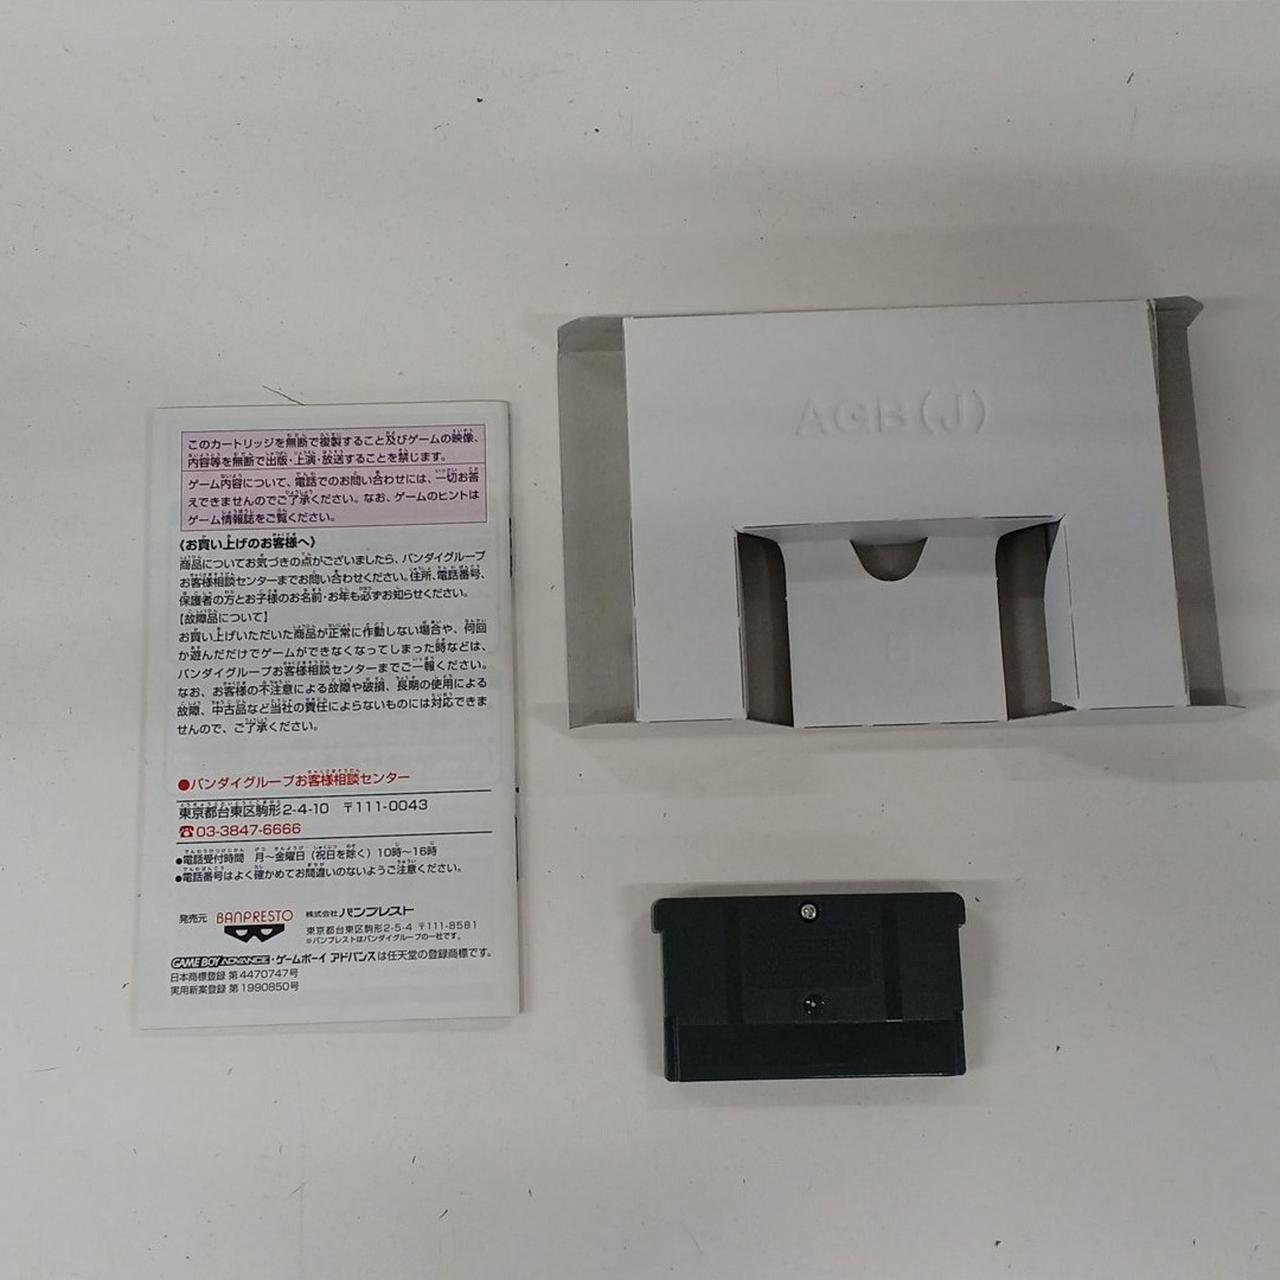 このカートリッジを無断で複製すること及びゲームの映像、
内容等を無断で出版・上演・放送することを禁じます。
ゲーム内容について、電話でのお問い合わせには、一切お答
えできませんのでご了承ください。なお、ゲームのヒントは
ゲーム情報誌をご覧ください。
〈お買い上げのお客様へ〉
商品についてお気づきの点がございましたら、バンダイグループ
お客様相談センターまでお問い合わせください。住所、電話番号、
保護者の方とお子様のお名前・お年も必ずお知らせください。
【故障品について】
お買い上げいただいた商品が正常に作動しない場合や、何回
か遊んだだけでゲームができなくなってしまった時などは、
バンダイグループお客様相談センターまでご一報ください。
なお、お客様の不注意による故障や破損、長期の使用による
故障、中古品など当社の責任によらないものには対応できま
せんので、ご了承ください。
●バンダイグループお客様相談センター
東京都台東区駒形2-4-10 〒111-0043
☎03-3847-6666
●電話受付時間 月～金曜日（祝日を除く）10時～16時
●電話番号はよく確かめてお間違いのないようご注意ください。
発売元 BANPRESTO 株式会社バンプレスト
東京都台東区駒形2-5-4 〒111-8581
※バンプレストはバンダイグループの一社です。
GAME BOY ADVANCE・ゲームボーイ アドバンスは任天堂の登録商標です。
日本商標登録 第4470747号
実用新案登録 第1990850号
AGB(J)